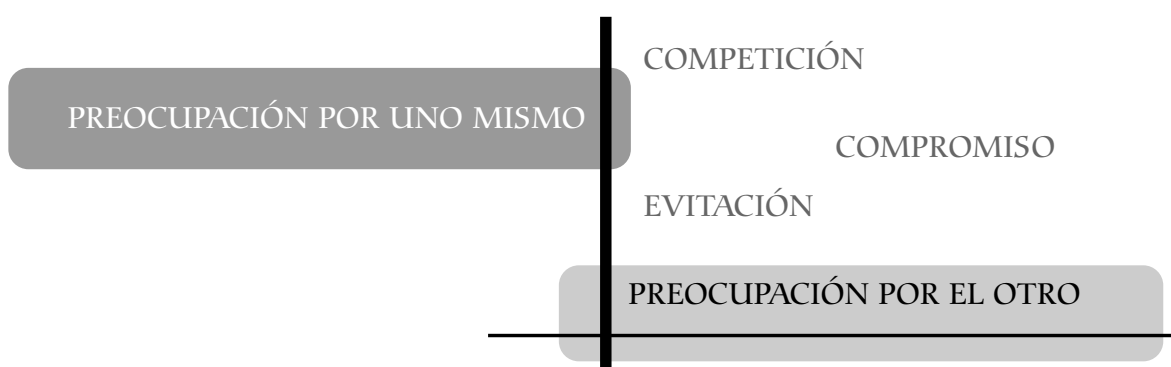 COMPETICIÓN
PREOCUPACIÓN POR UNO MISMO
COMPROMISO
EVITACIÓN
PREOCUPACIÓN POR EL OTRO